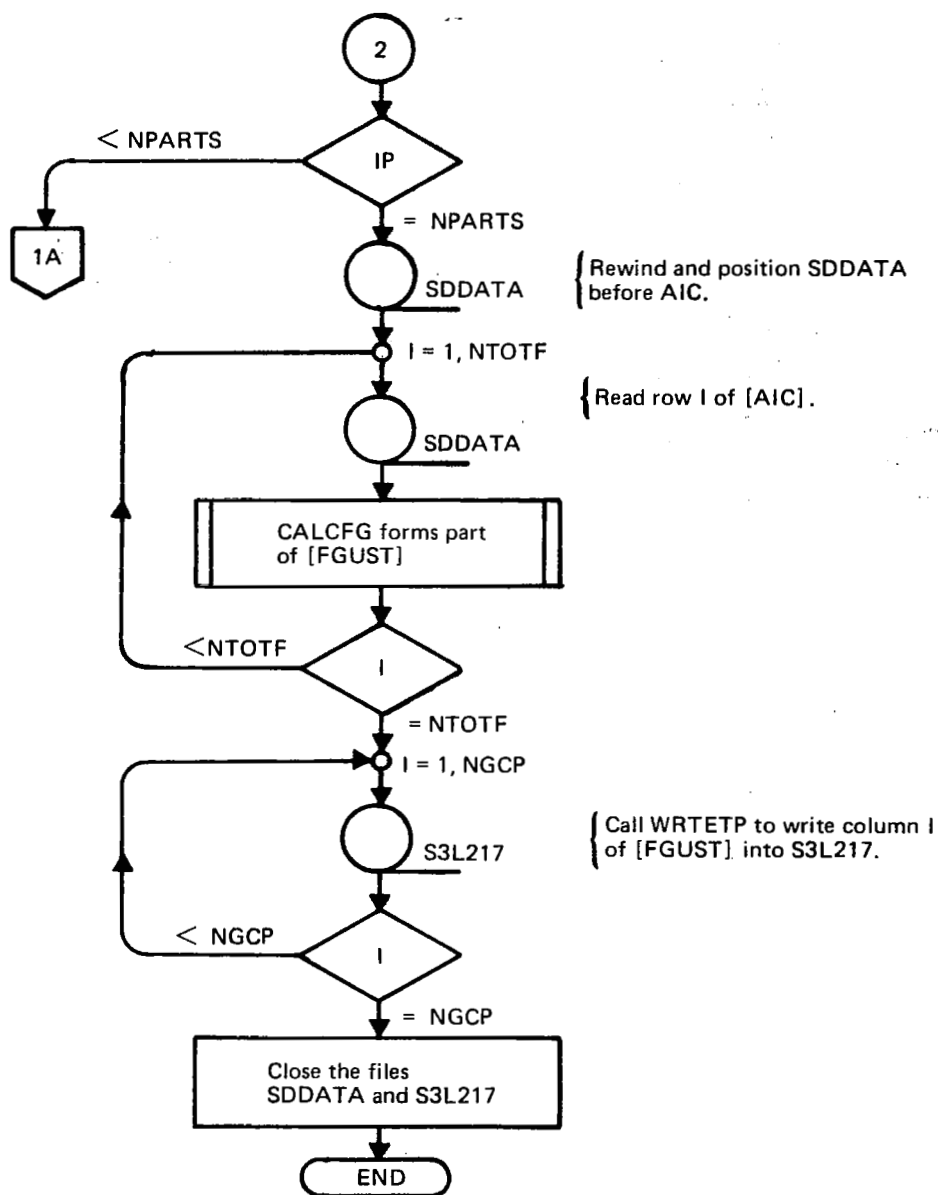 2
< NPARTS
IP
= NPARTS
1A
SDDATA
Rewind and position SDDATA
before AIC.
I = 1, NTOTF
Read row I of [AIC].
SDDATA
CALCFG forms part
of [FGUST]
<NTOTF
I
= NTOTF
I = 1, NGCP
S3L217
Call WRTETP to write column I
of [FGUST] into S3L217.
< NGCP
I
= NGCP
Close the files
SDDATA and S3L217
END